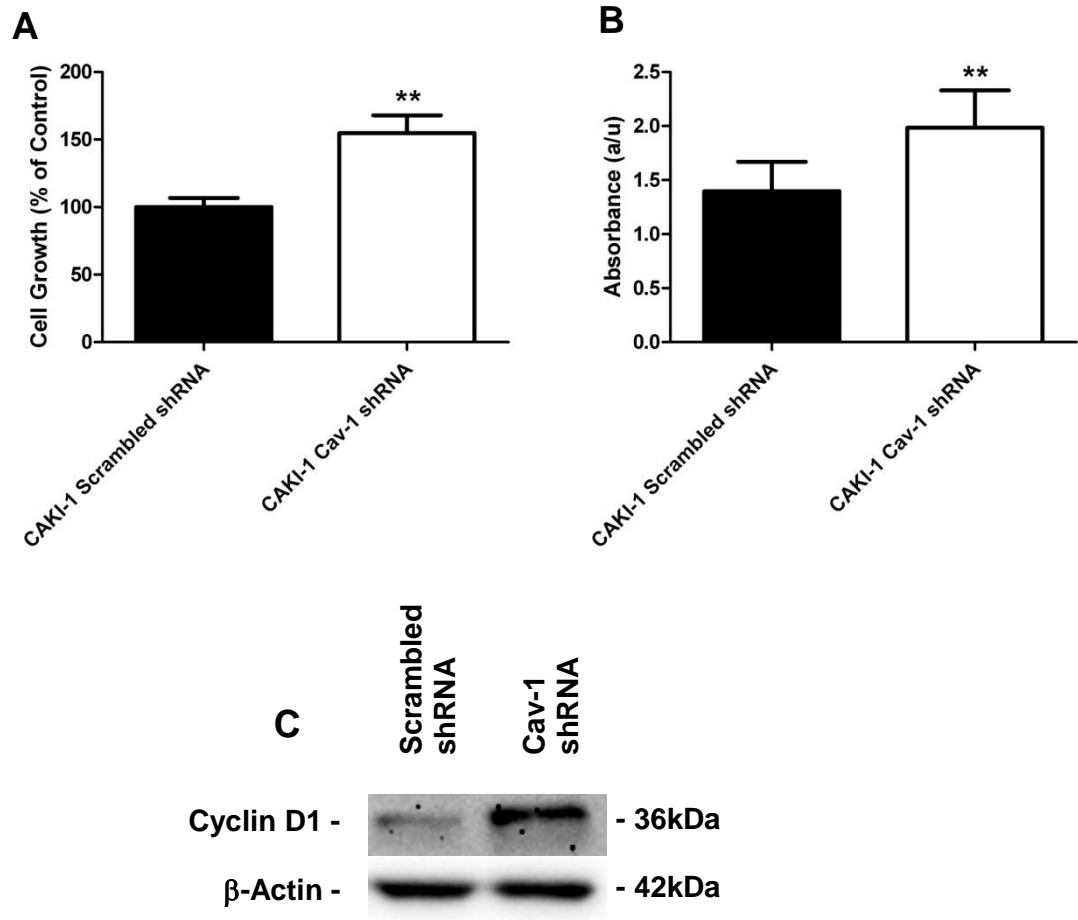 A
Cell Growth (% of Control)
200
150
100
50
0
**
CAKI-1 Scrambled shRNA
CAKI-1 Cav-1 shRNA
B
Absorbance (a/u)
2.5
2.0
1.5
1.0
0.5
0.0
**
CAKI-1 Scrambled shRNA
CAKI-1 Cav-1 shRNA
C
Scrambled
shRNA
Cav-1
shRNA
Cyclin D1 - - 36kDa
β-Actin - - 42kDa